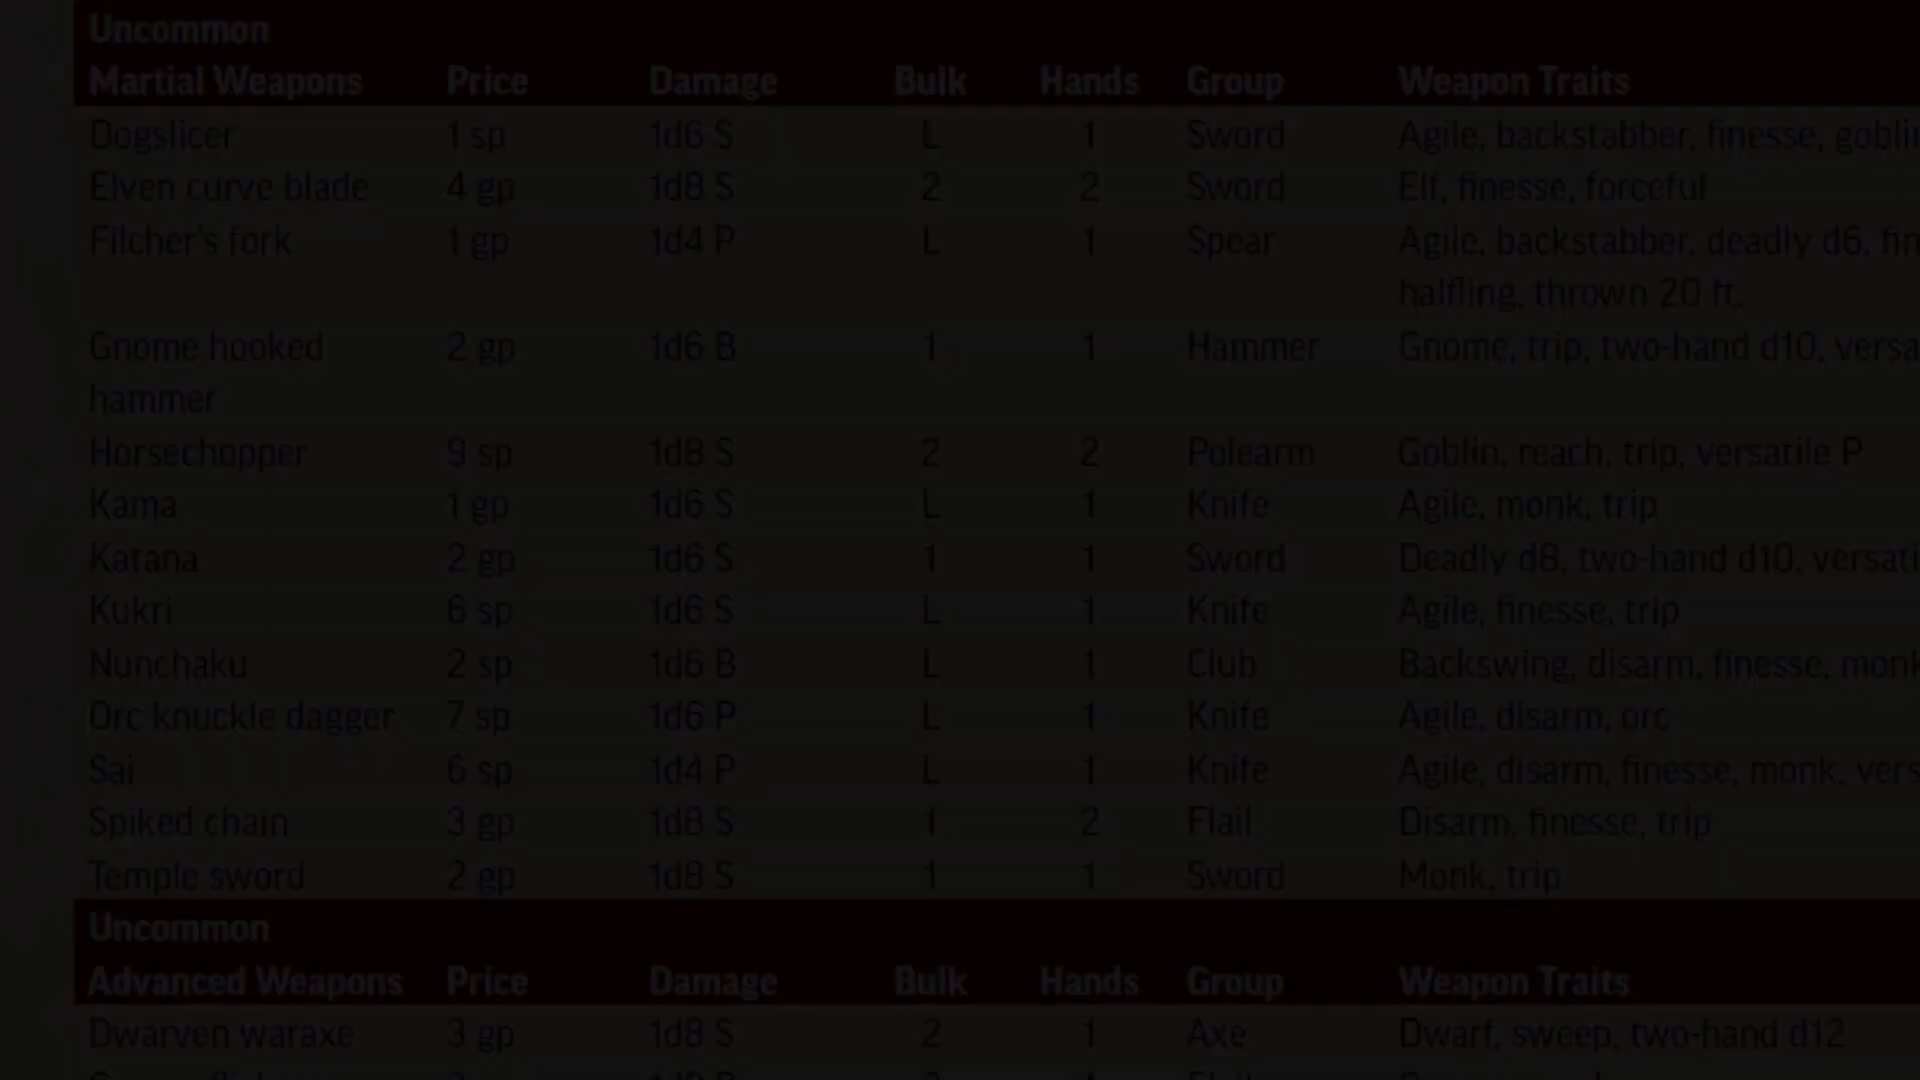 Uncommon
Martial Weapons Price Damage Bulk Hands Group Weapon Traits
Dogslicer 1 sp 1d6 S L 1 Sword Agile, backstabber, finesse, goblin
Elven curve blade 4 gp 1d8 S 2 2 Sword Elf, finesse, forceful
Filcher's fork 1 gp 1d4 P L 1 Spear Agile, backstabber, deadly d6, fin
halfling, thrown 20 ft.
Gnome hooked 2 gp 1d6 B 1 1 Hammer Gnome, trip, two-hand d10, versa
hammer
Horsechopper 9 sp 1d8 S 2 2 Polearm Goblin, reach, trip, versatile P
Kama 1 gp 1d6 S L 1 Knife Agile, monk, trip
Katana 2 gp 1d6 S 1 1 Sword Deadly d8, two-hand d10, versati
Kukri 6 sp 1d6 S L 1 Knife Agile, finesse, trip
Nunchaku 2 sp 1d6 B L 1 Club Backswing, disarm, finesse, monk
Orc knuckle dagger 7 sp 1d6 P L 1 Knife Agile, disarm, orc
Sai 6 sp 1d4 P L 1 Knife Agile, disarm, finesse, monk, vers
Spiked chain 3 gp 1d8 S 1 2 Flail Disarm, finesse, trip
Temple sword 2 gp 1d8 S 1 1 Sword Monk, trip
Uncommon
Advanced Weapons Price Damage Bulk Hands Group Weapon Traits
Dwarven waraxe 3 gp 1d8 S 2 1 Axe Dwarf, sweep, two-hand d12